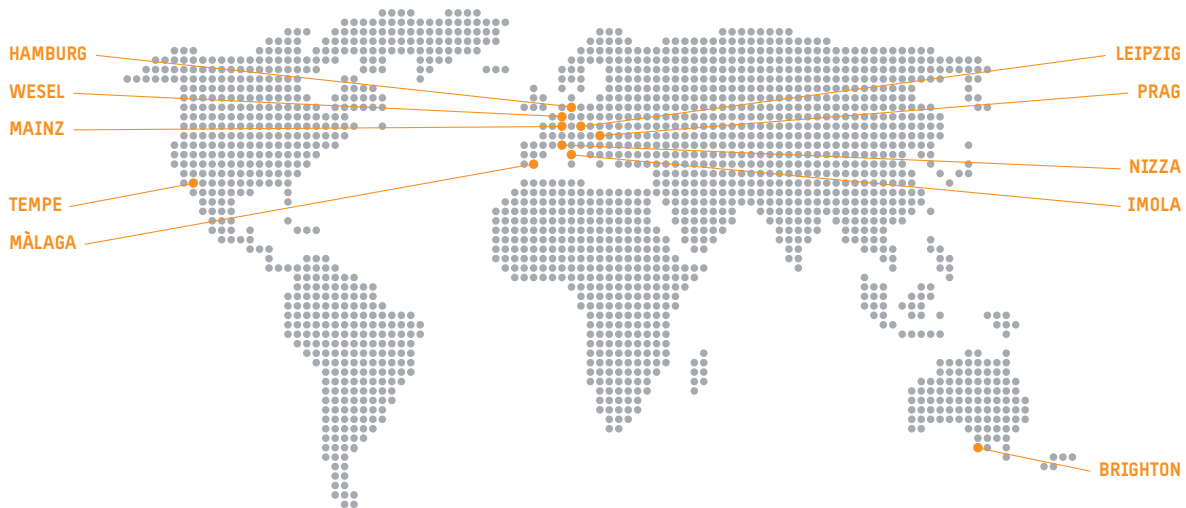 HAMBURG
WESEL
MAINZ
TEMPE
MÀLAGA
LEIPZIG
PRAG
NIZZA
IMOLA
BRIGHTON